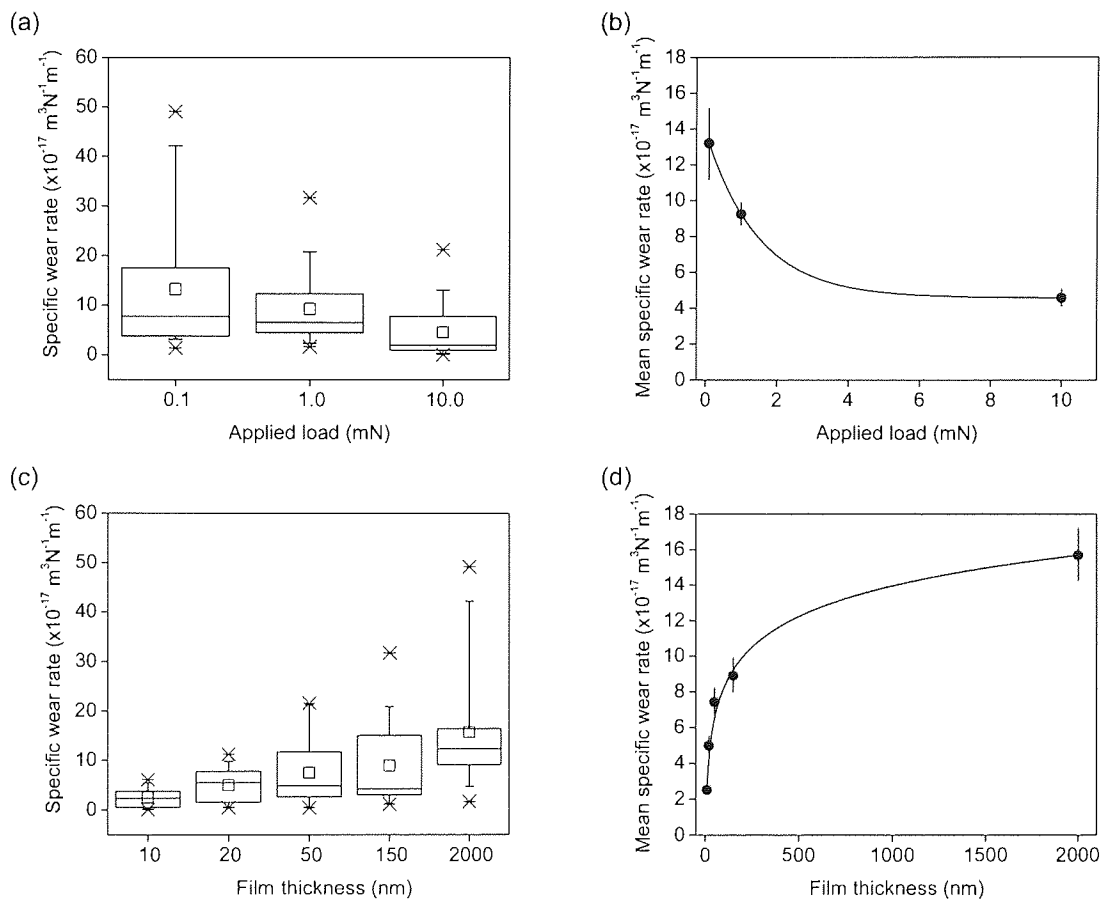 (a)
Specific wear rate (x10⁻¹⁷ m³N⁻¹m⁻¹)
60
50
40
30
20
10
0
0.1 1.0 10.0
Applied load (mN)
(b)
Mean specific wear rate (x10⁻¹⁷ m³N⁻¹m⁻¹)
18
16
14
12
10
8
6
4
2
0
0 2 4 6 8 10
Applied load (mN)
(c)
Specific wear rate (x10⁻¹⁷ m³N⁻¹m⁻¹)
60
50
40
30
20
10
0
10 20 50 150 2000
Film thickness (nm)
(d)
Mean specific wear rate (x10⁻¹⁷ m³N⁻¹m⁻¹)
18
16
14
12
10
8
6
4
2
0
0 500 1000 1500 2000
Film thickness (nm)